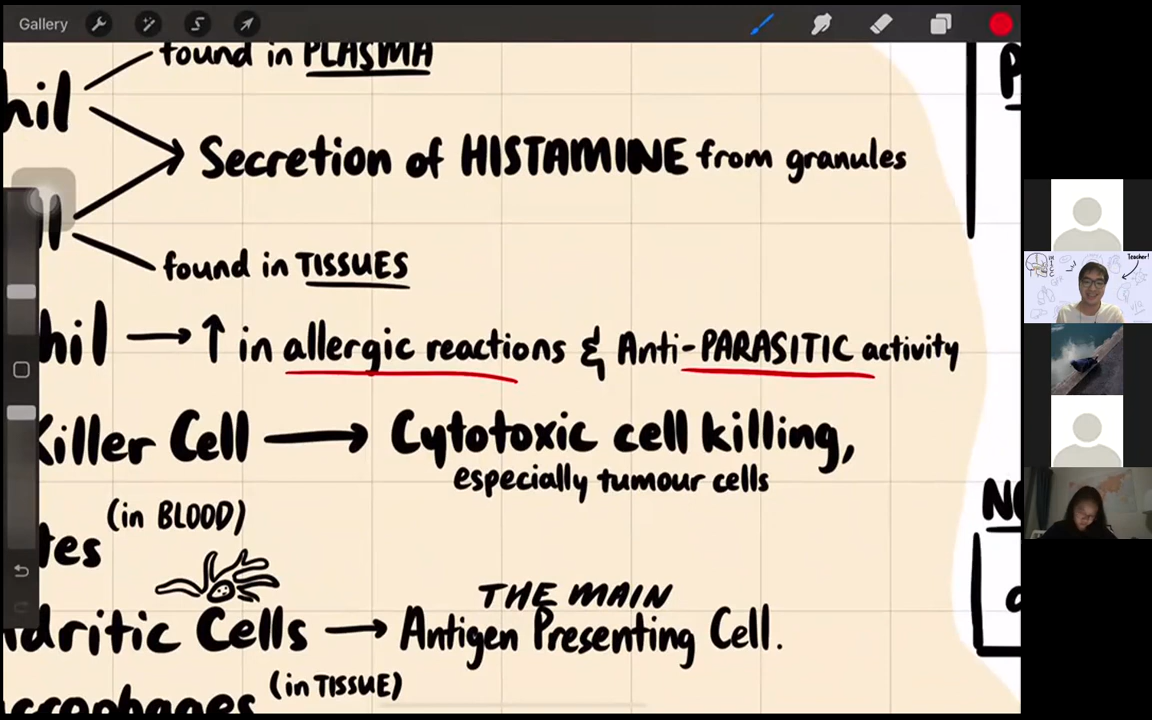 Gallery
found in PLASMA
hil
Secretion of HISTAMINE from granules
found in TISSUES
hil → ↑ in allergic reactions & Anti-PARASITIC activity
Killer Cell → Cytotoxic cell killing,
especially tumour cells
(in BLOOD)
tes
THE MAIN
dritic Cells → Antigen Presenting Cell.
(in TISSUE)
Teacher!